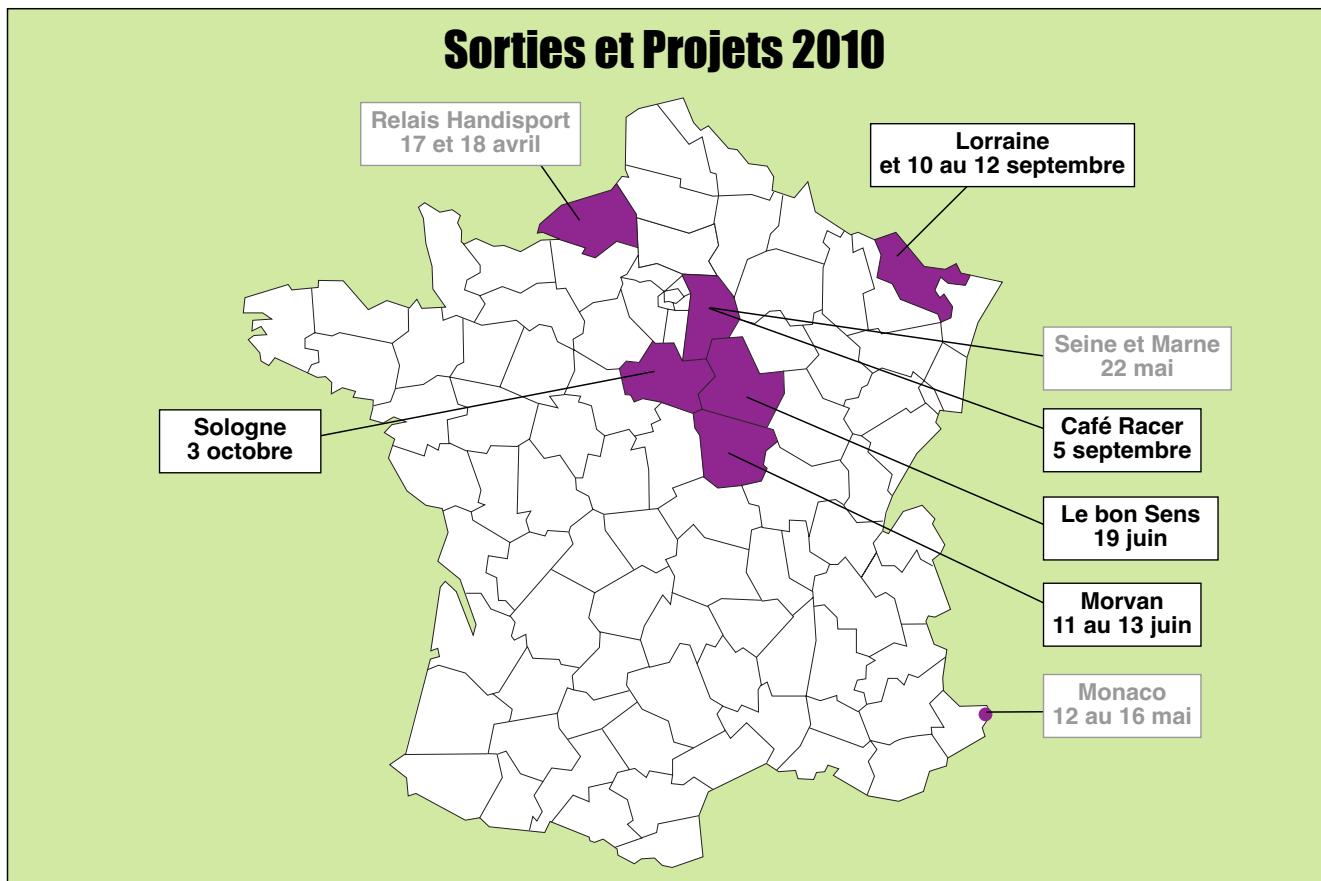 Sorties et Projets 2010
Relais Handisport
17 et 18 avril
Lorraine
et 10 au 12 septembre
Seine et Marne
22 mai
Café Racer
5 septembre
Sologne
3 octobre
Le bon Sens
19 juin
Morvan
11 au 13 juin
Monaco
12 au 16 mai